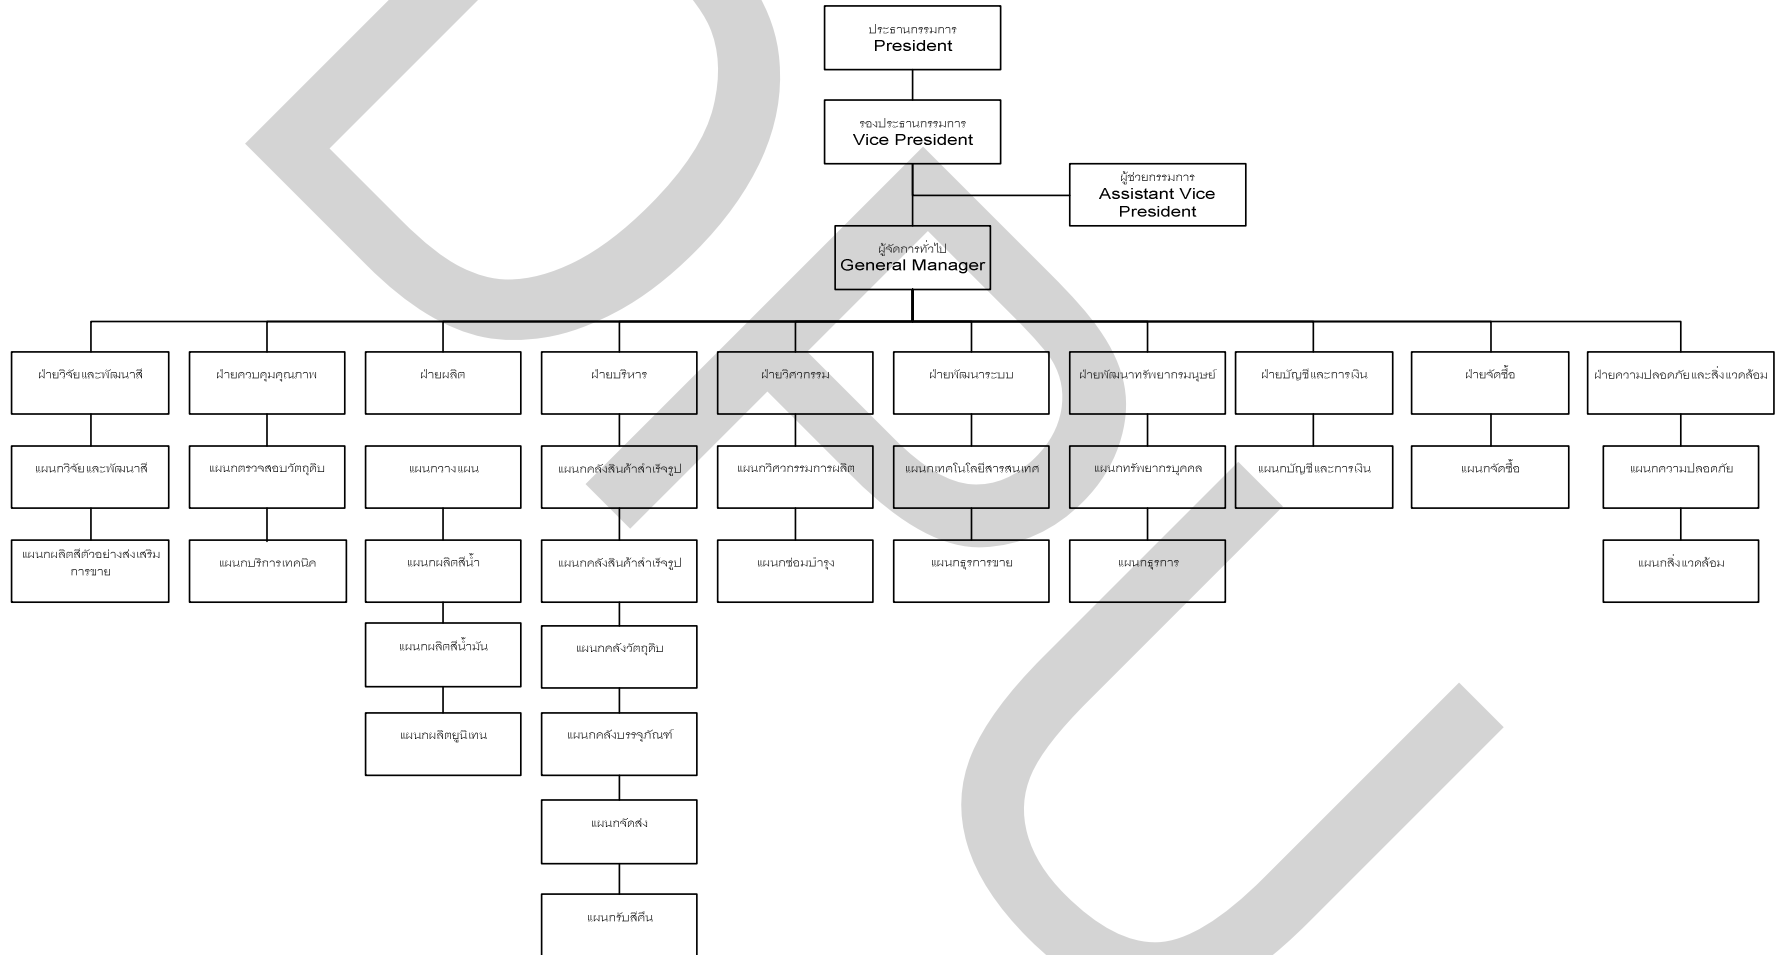 ประธานกรรมการ
President
รองประธานกรรมการ
Vice President
ผู้ช่วยกรรมการ
Assistant Vice
President
ผู้จัดการทั่วไป
General Manager
ฝ่ายวิจัยและพัฒนาสี
ฝ่ายควบคุมคุณภาพ
ฝ่ายผลิต
ฝ่ายบริหาร
ฝ่ายวิศวกรรม
ฝ่ายพัฒนาระบบ
ฝ่ายพัฒนาทรัพยากรมนุษย์
ฝ่ายบัญชีและการเงิน
ฝ่ายจัดซื้อ
ฝ่ายความปลอดภัยและสิ่งแวดล้อม
แผนกวิจัยและพัฒนาสี
แผนกตรวจสอบวัตถุดิบ
แผนกวางแผน
แผนกคลังสินค้าสำเร็จรูป
แผนกวิศวกรรมการผลิต
แผนกเทคโนโลยีสารสนเทศ
แผนกทรัพยากรบุคคล
แผนกบัญชีและการเงิน
แผนกจัดซื้อ
แผนกความปลอดภัย
แผนกผลิตสีตัวอย่างส่งเสริม
การขาย
แผนกบริการเทคนิค
แผนกผลิตสีน้ำ
แผนกคลังสินค้าสำเร็จรูป
แผนกซ่อมบำรุง
แผนกธุรการขาย
แผนกธุรการ
แผนกสิ่งแวดล้อม
แผนกผลิตสีน้ำมัน
แผนกคลังวัตถุดิบ
แผนกผลิตยูนิเทน
แผนกคลังบรรจุภัณฑ์
แผนกจัดส่ง
แผนกรับสีคืน
DPU